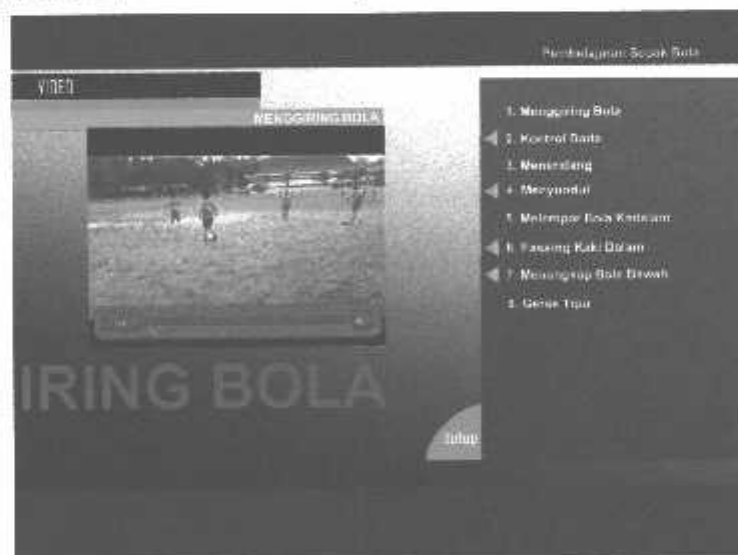 Pembelajaran Sepak Bola
VIDEO
MENGGIRING BOLA
IRING BOLA
tutup
1. Menggiring Bola
2. Kontrol Dada
3. Menendang
4. Menyundul
5. Melempar Bola Kedalam
6. Passing Kaki Dalam
7. Menangkap Bola Bawah
8. Gerak Tipu